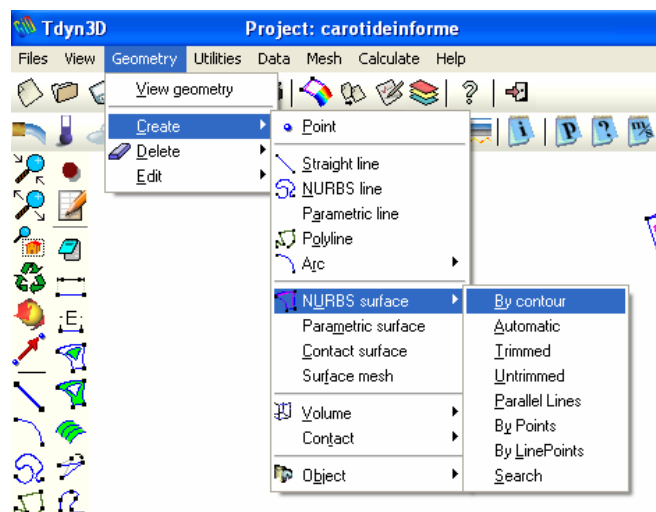 Tdyn3D Project: carotideinforme
Files View Geometry Utilities Data Mesh Calculate Help
View geometry
Create
Delete
Edit
Point
Straight line
NURBS line
Parametric line
Polyline
Arc
NURBS surface
Parametric surface
Contact surface
Surface mesh
Volume
Contact
Object
By contour
Automatic
Trimmed
Untrimmed
Parallel Lines
By Points
By LinePoints
Search
?
i P ? m/s
E